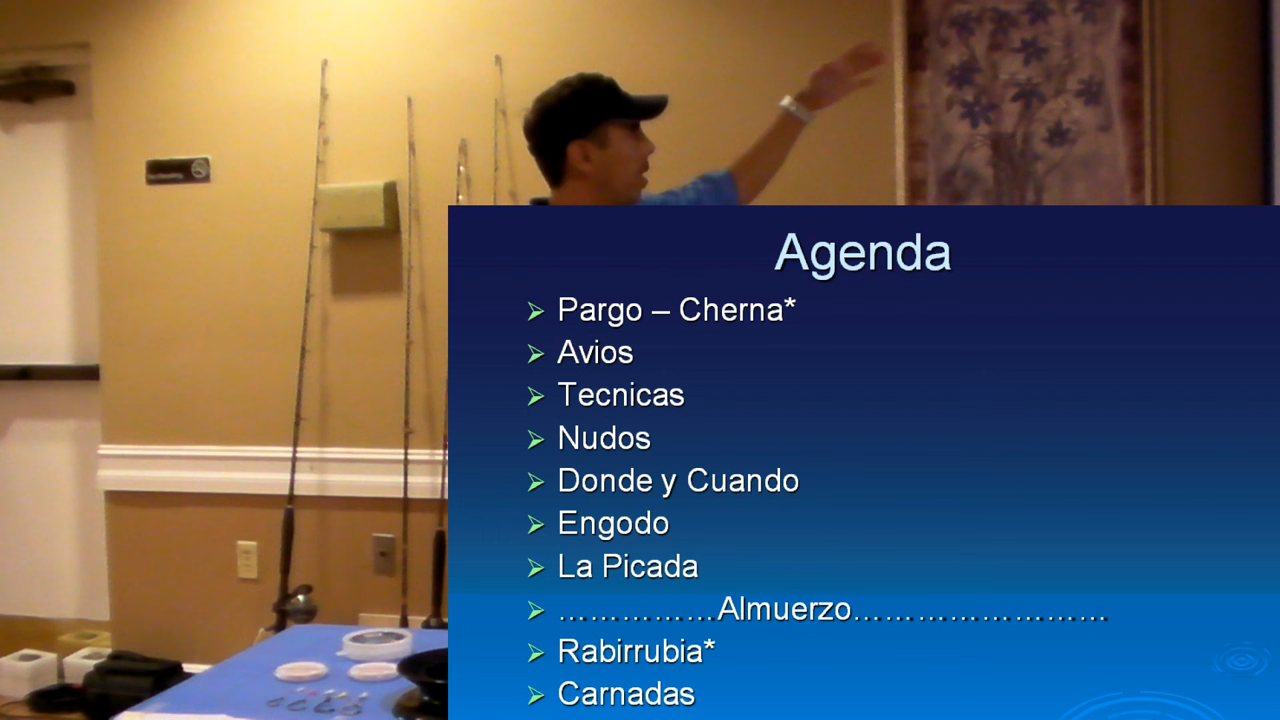 Agenda
Pargo – Cherna*
Avios
Tecnicas
Nudos
Donde y Cuando
Engodo
La Picada
……………Almuerzo……………………
Rabirrubia*
Carnadas